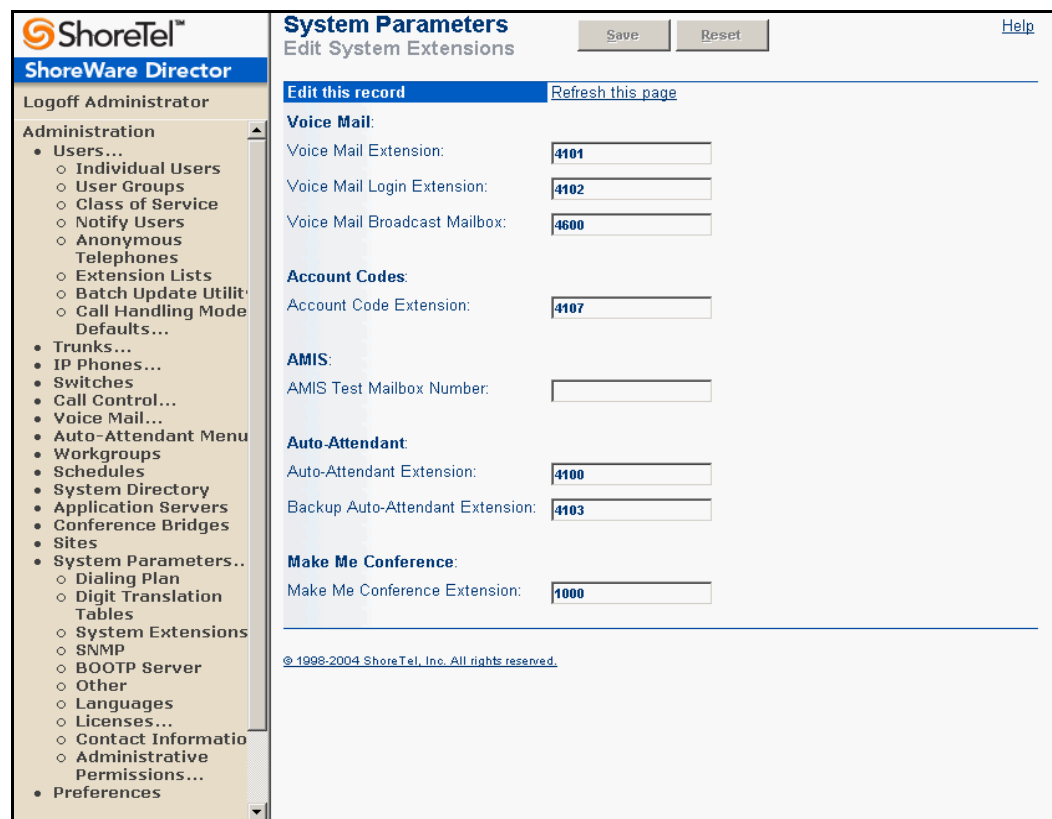 ShoreTel™
ShoreWare Director
Logoff Administrator
Administration
Users...
Individual Users
User Groups
Class of Service
Notify Users
Anonymous
Telephones
Extension Lists
Batch Update Utilit
Call Handling Mode
Defaults...
Trunks...
IP Phones...
Switches
Call Control...
Voice Mail...
Auto-Attendant Menu
Workgroups
Schedules
System Directory
Application Servers
Conference Bridges
Sites
System Parameters..
Dialing Plan
Digit Translation
Tables
System Extensions
SNMP
BOOTP Server
Other
Languages
Licenses...
Contact Informatio
Administrative
Permissions...
Preferences
System Parameters
Edit System Extensions
Save Reset
Help
Edit this record Refresh this page
Voice Mail:
Voice Mail Extension: 4101
Voice Mail Login Extension: 4102
Voice Mail Broadcast Mailbox: 4600
Account Codes:
Account Code Extension: 4107
AMIS:
AMIS Test Mailbox Number:
Auto-Attendant:
Auto-Attendant Extension: 4100
Backup Auto-Attendant Extension: 4103
Make Me Conference:
Make Me Conference Extension: 1000
© 1998-2004 ShoreTel, Inc. All rights reserved.